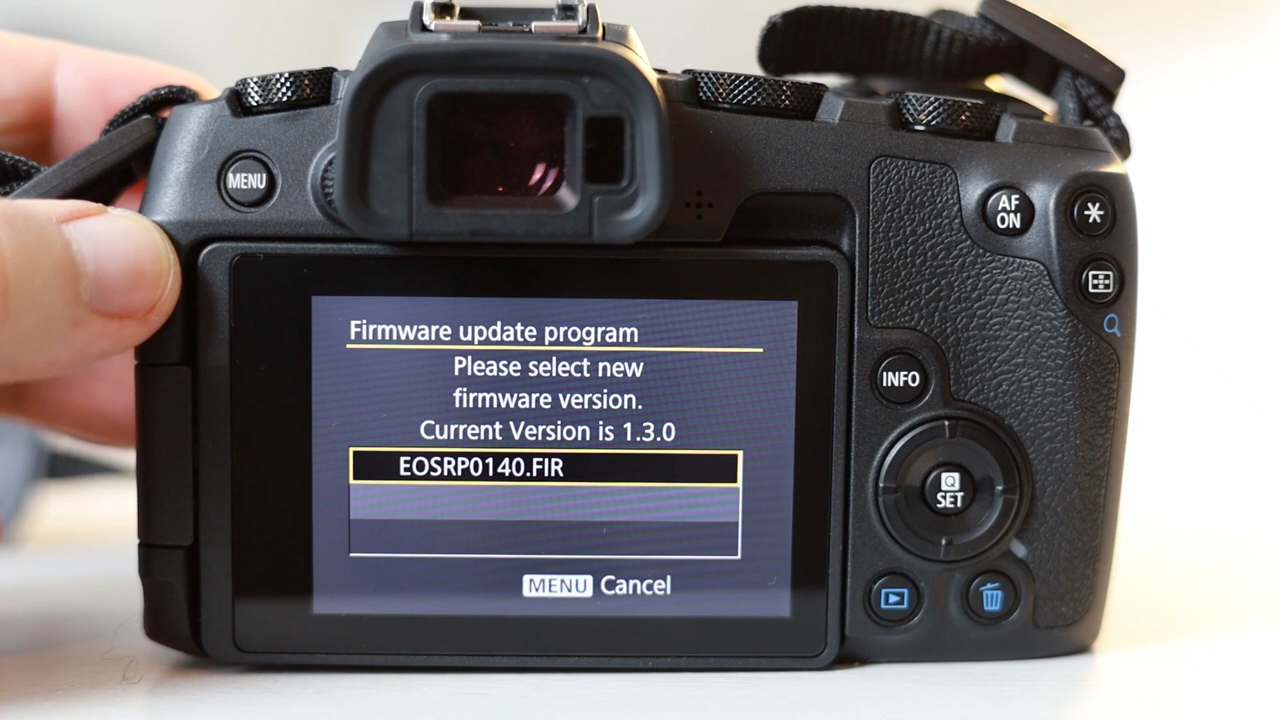 MENU
AF
ON
Firmware update program
Please select new
firmware version.
Current Version is 1.3.0
EOSRP0140.FIR
MENU Cancel
INFO
Q
SET